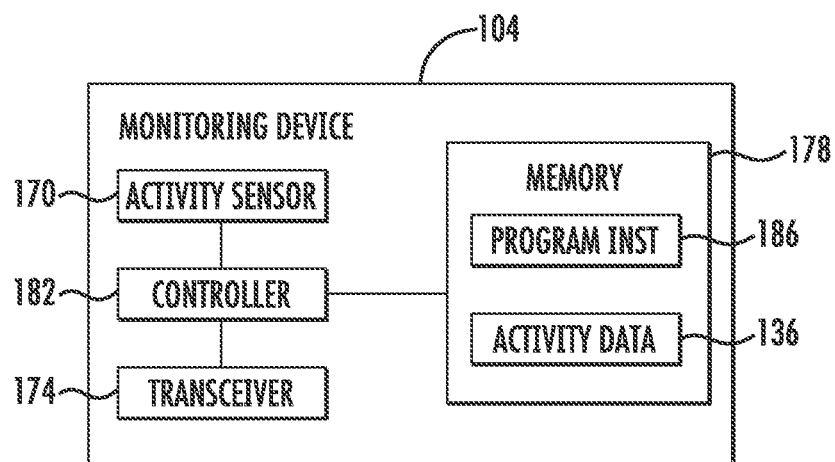 104
MONITORING DEVICE
178
MEMORY
170
ACTIVITY SENSOR
PROGRAM INST
186
182
CONTROLLER
ACTIVITY DATA
136
174
TRANSCEIVER